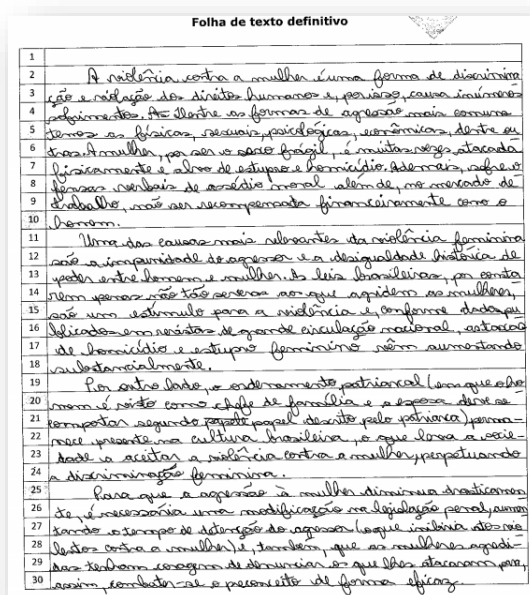 Folha de texto definitivo
1
2 A violência contra a mulher é uma forma de discrimina
3 ção e violação dos direitos humanos e, por isso, causa inúmeros
4 sofrimentos. As Dentre as formas de agressão mais comuns
5 temos as físicas, sexuais, psicológicas, econômicas, dentre ou
6 tras. A mulher, por ser o sexo frágil, é muitas vezes, atacada
7 fisicamente e alvo de estupro e homicídio. Ademais, sofre o
8 fensas verbais de assédio moral além de, no mercado de
9 trabalho, não ser recompensada financeiramente como o
10 homem.
11 Uma das causas mais relevantes da violência feminina
12 são a impunidade do agressor e a desigualdade histórica de
13 poder entre homem e mulher. As leis brasileiras, por conta
14 rem penas não tão severas aos que agridem as mulheres,
15 são um estímulo para a violência e, conforme dados pu
16 blicados em revistas de grande circulação nacional, as taxas
17 de homicídio e estupro feminino vêm aumentando
18 substancialmente.
19 Por outro lado, o ordenamento patriarcal (em que o ho
20 mem é visto como chefe de família e a esposa deve se
21 comportar segundo papel descrito pelo patriarca), perma-
22 nece presente na cultura brasileira, o que leva a socie
23 dade a aceitar a violência contra a mulher, perpetuando
24 a discriminação feminina.
25 Para que a agressão à mulher diminua drasticamen
26 te, é necessária uma modificação na legislação penal, aumen
27 tando o tempo de detenção do agressor (o que inibiria atos vio
28 lentos contra a mulher) e, também, que as mulheres agredi-
29 das tenham coragem de denunciar os que lhes atacaram para,
30 assim, combater-se o preconceito de forma eficaz.